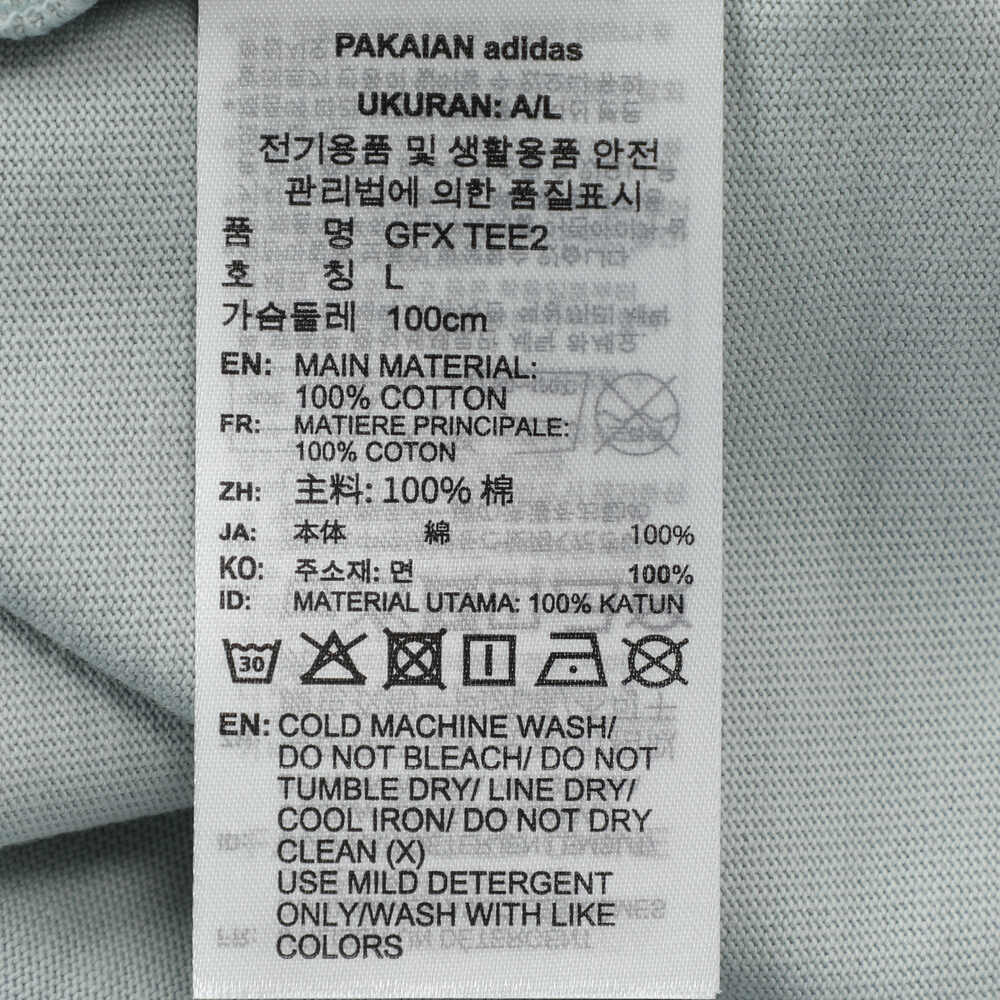 PAKAIAN adidas
UKURAN: A/L
전기용품 및 생활용품 안전
관리법에 의한 품질표시
품 명 GFX TEE2
호 칭 L
가슴둘레 100cm
EN: MAIN MATERIAL:
100% COTTON
FR: MATIERE PRINCIPALE:
100% COTON
ZH: 主料: 100% 棉
JA: 本体 綿 100%
KO: 주소재: 면 100%
ID: MATERIAL UTAMA: 100% KATUN
30
EN: COLD MACHINE WASH/
DO NOT BLEACH/ DO NOT
TUMBLE DRY/ LINE DRY/
COOL IRON/ DO NOT DRY
CLEAN (X)
USE MILD DETERGENT
ONLY/WASH WITH LIKE
COLORS